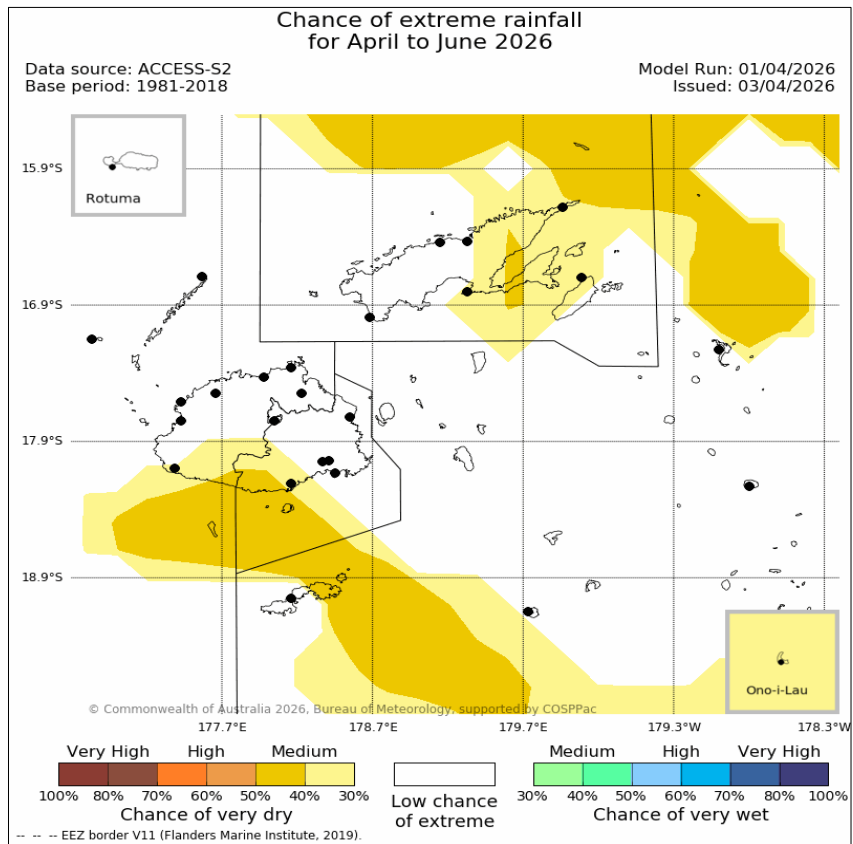 Chance of extreme rainfall
for April to June 2026
Data source: ACCESS-S2
Base period: 1981-2018
Model Run: 01/04/2026
Issued: 03/04/2026
Rotuma
15.9°S
16.9°S
17.9°S
18.9°S
Ono-i-Lau
© Commonwealth of Australia 2026, Bureau of Meteorology, supported by COSPPac
177.7°E 178.7°E 179.7°E 179.3°W 178.3°W
Very High High Medium
100% 80% 70% 60% 50% 40% 30%
Chance of very dry
Low chance
of extreme
Medium High Very High
30% 40% 50% 60% 70% 80% 100%
Chance of very wet
-- -- -- EEZ border V11 (Flanders Marine Institute, 2019).